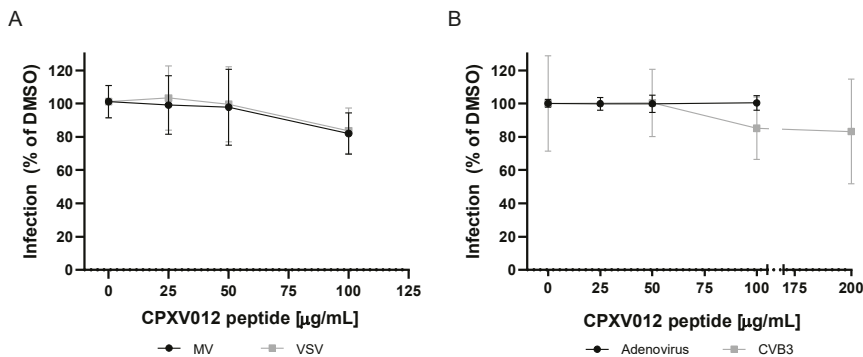 A
Infection (% of DMSO)
120
100
80
60
40
20
0
0 25 50 75 100 125
CPXV012 peptide [µg/mL]
MV VSV
B
Infection (% of DMSO)
120
100
80
60
40
20
0
0 25 50 75 100 175 200
CPXV012 peptide [µg/mL]
Adenovirus CVB3